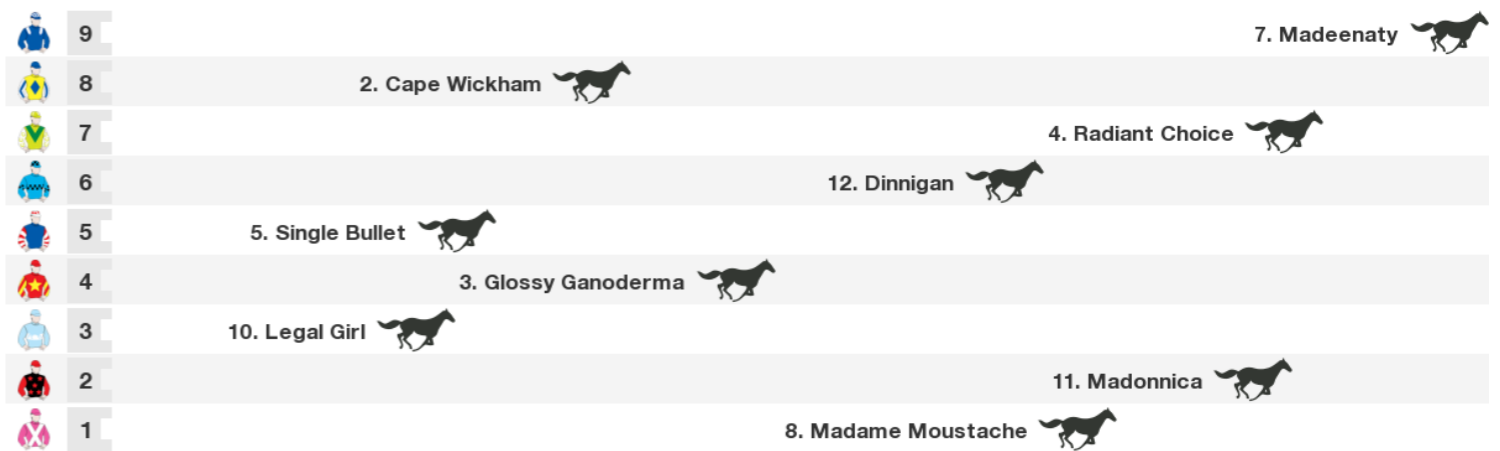 9 7. Madeenaty
8 2. Cape Wickham
7 4. Radiant Choice
6 12. Dinnigan
5 5. Single Bullet
4 3. Glossy Ganoderma
3 10. Legal Girl
2 11. Madonnica
1 8. Madame Moustache